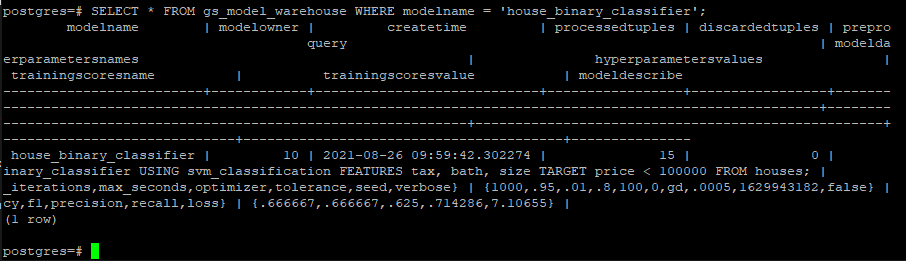 postgres=# SELECT * FROM gs_model_warehouse WHERE modelname = 'house_binary_classifier';
modelname | modelowner | createtime | processedtuples | discardedtuples | prepro
query | modelda
erparametersnames | hyperparametersvalues |
trainingscoresname | trainingscoresvalue | modeldescribe
---------------------------+------------+----------------------------+-----------------+-----------------+-------
--------------------------------------------------------------------------------------------------------+--------
----------------------------------------------------------+-----------------------------------------------------+
-------------------------------+------------------------------------------+---------------
house_binary_classifier | 10 | 2021-08-26 09:59:42.302274 | 15 | 0 |
inary_classifier USING svm_classification FEATURES tax, bath, size TARGET price < 100000 FROM houses; |
_iterations,max_seconds,optimizer,tolerance,seed,verbose} | {1000,.95,.01,.8,100,0,gd,.0005,1629943182,false} |
cy,f1,precision,recall,loss} | {.666667,.666667,.625,.714286,7.10655} |
(1 row)
postgres=#